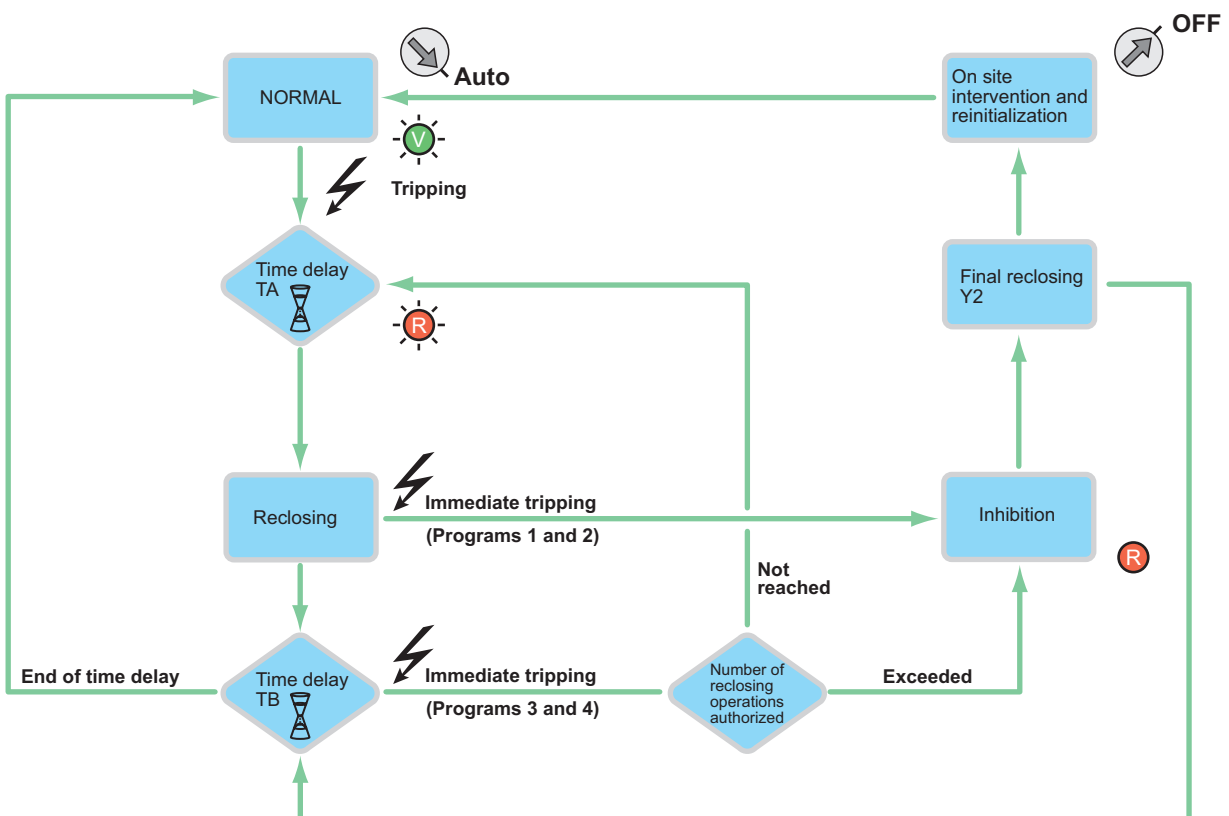 OFF
Auto
NORMAL
On site
intervention and
reinitialization
V
Tripping
Time delay
TA
R
Final reclosing
Y2
Reclosing
Immediate tripping
(Programs 1 and 2)
Inhibition
R
Not
reached
End of time delay
Time delay
TB
Immediate tripping
(Programs 3 and 4)
Number of
reclosing
operations
authorized
Exceeded